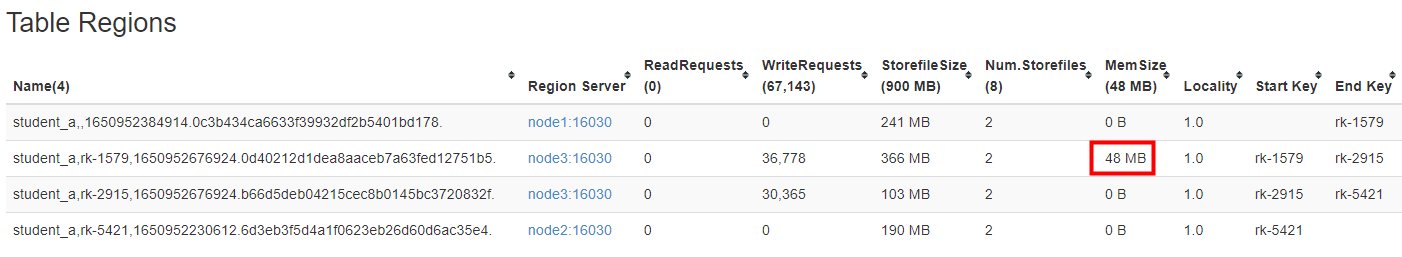 Table Regions
Name(4) Region Server ReadRequests (0) WriteRequests (67,143) StorefileSize (900 MB) Num.Storefiles (8) MemSize (48 MB) Locality Start Key End Key
student_a,,1650952384914.0c3b434ca6633f39932df2b5401bd178. node1:16030 0 0 241 MB 2 0 B 1.0 rk-1579
student_a,rk-1579,1650952676924.0d40212d1dea8aaceb7a63fed12751b5. node3:16030 0 36,778 366 MB 2 48 MB 1.0 rk-1579 rk-2915
student_a,rk-2915,1650952676924.b66d5deb04215cec8b0145bc3720832f. node3:16030 0 30,365 103 MB 2 0 B 1.0 rk-2915 rk-5421
student_a,rk-5421,1650952230612.6d3eb3f5d4a1f0623eb26d60d6ac35e4. node2:16030 0 0 190 MB 2 0 B 1.0 rk-5421